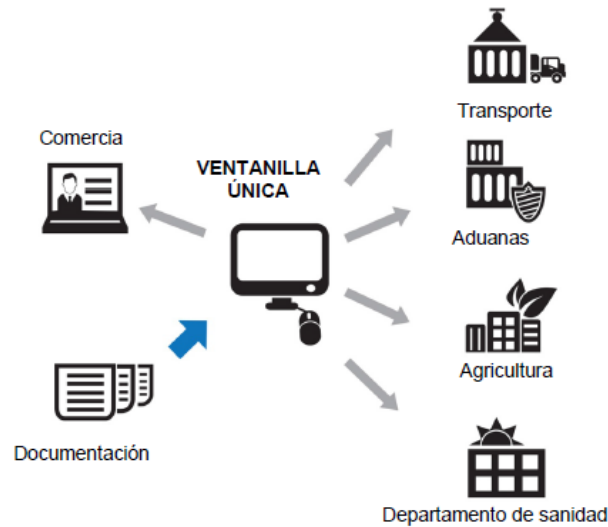 Transporte
Comercia
VENTANILLA
ÚNICA
Aduanas
Agricultura
Documentación
Departamento de sanidad